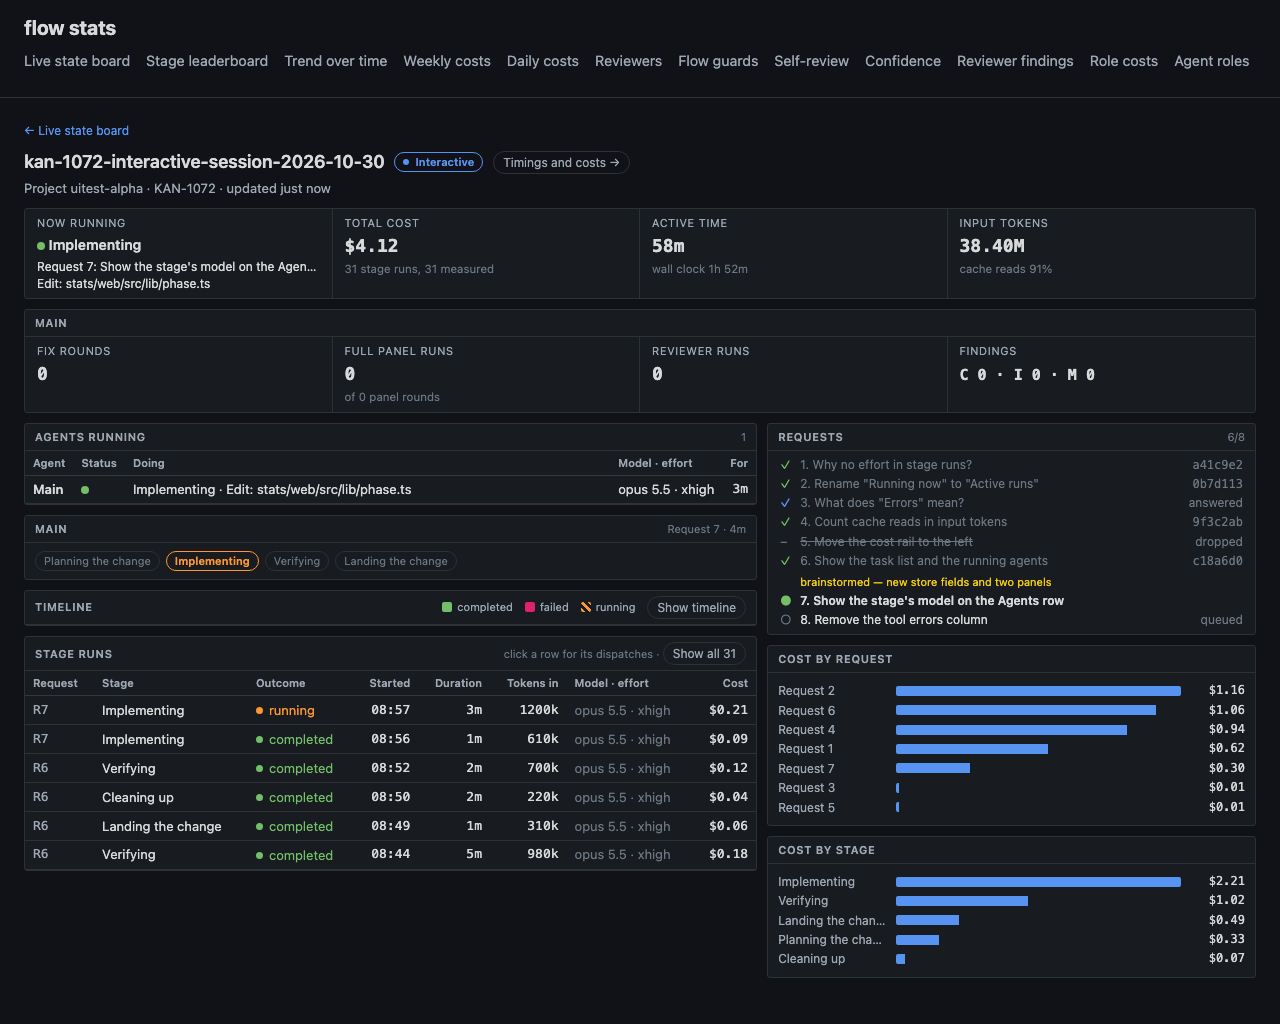 flow stats
Live state board Stage leaderboard Trend over time Weekly costs Daily costs Reviewers Flow guards Self-review Confidence Reviewer findings Role costs Agent roles
← Live state board
kan-1072-interactive-session-2026-10-30 Interactive Timings and costs →
Project uitest-alpha · KAN-1072 · updated just now
NOW RUNNING
Implementing
Request 7: Show the stage's model on the Agen...
Edit: stats/web/src/lib/phase.ts
TOTAL COST
$4.12
31 stage runs, 31 measured
ACTIVE TIME
58m
wall clock 1h 52m
INPUT TOKENS
38.40M
cache reads 91%
MAIN
FIX ROUNDS
0
FULL PANEL RUNS
0
of 0 panel rounds
REVIEWER RUNS
0
FINDINGS
C 0 · I 0 · M 0
AGENTS RUNNING 1
Agent Status Doing Model · effort For
Main Implementing · Edit: stats/web/src/lib/phase.ts opus 5.5 · xhigh 3m
MAIN Request 7 · 4m
Planning the change Implementing Verifying Landing the change
TIMELINE completed failed running Show timeline
STAGE RUNS click a row for its dispatches · Show all 31
Request Stage Outcome Started Duration Tokens in Model · effort Cost
R7 Implementing running 08:57 3m 1200k opus 5.5 · xhigh $0.21
R7 Implementing completed 08:56 1m 610k opus 5.5 · xhigh $0.09
R6 Verifying completed 08:52 2m 700k opus 5.5 · xhigh $0.12
R6 Cleaning up completed 08:50 2m 220k opus 5.5 · xhigh $0.04
R6 Landing the change completed 08:49 1m 310k opus 5.5 · xhigh $0.06
R6 Verifying completed 08:44 5m 980k opus 5.5 · xhigh $0.18
REQUESTS 6/8
✓ 1. Why no effort in stage runs? a41c9e2
✓ 2. Rename "Running now" to "Active runs" 0b7d113
✓ 3. What does "Errors" mean? answered
✓ 4. Count cache reads in input tokens 9f3c2ab
– 5. Move the cost rail to the left dropped
✓ 6. Show the task list and the running agents c18a6d0
brainstormed — new store fields and two panels
7. Show the stage's model on the Agents row
8. Remove the tool errors column queued
COST BY REQUEST
Request 2 $1.16
Request 6 $1.06
Request 4 $0.94
Request 1 $0.62
Request 7 $0.30
Request 3 $0.01
Request 5 $0.01
COST BY STAGE
Implementing $2.21
Verifying $1.02
Landing the chan... $0.49
Planning the cha... $0.33
Cleaning up $0.07